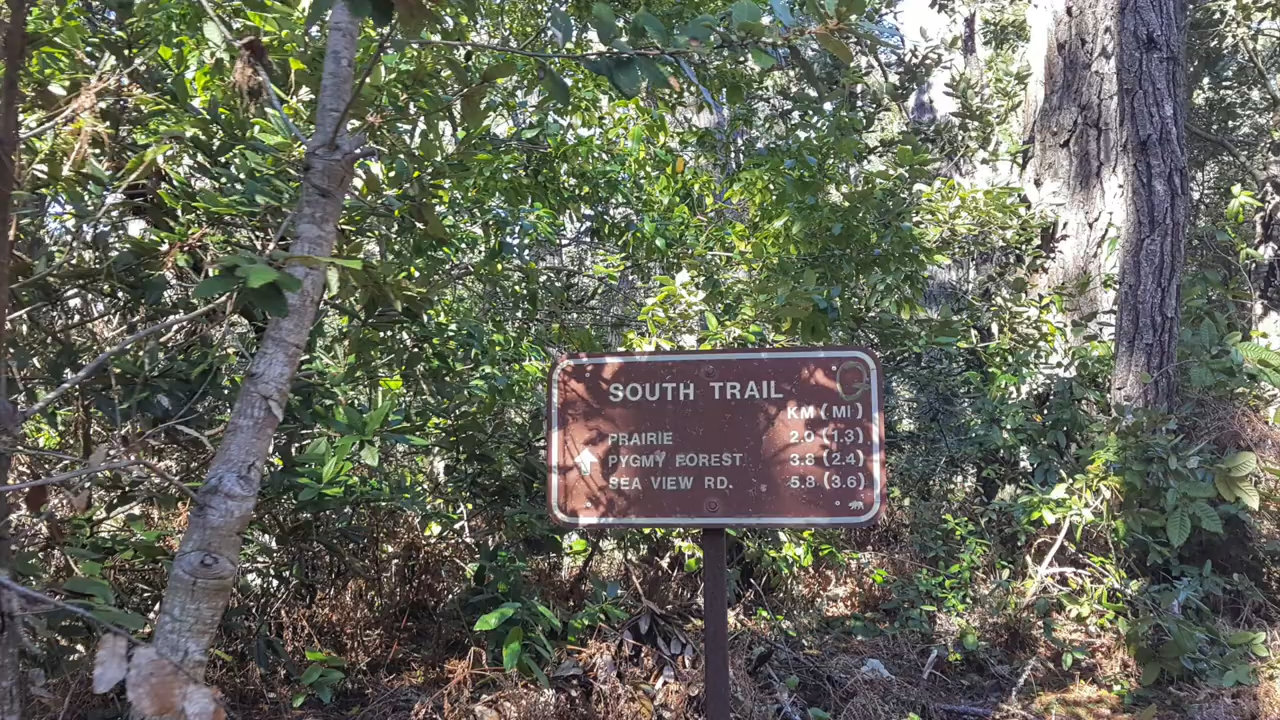 SOUTH TRAIL
KM (MI)
PRAIRIE 2.0 (1.3)
PYGMY FOREST 3.8 (2.4)
SEA VIEW RD. 5.8 (3.6)